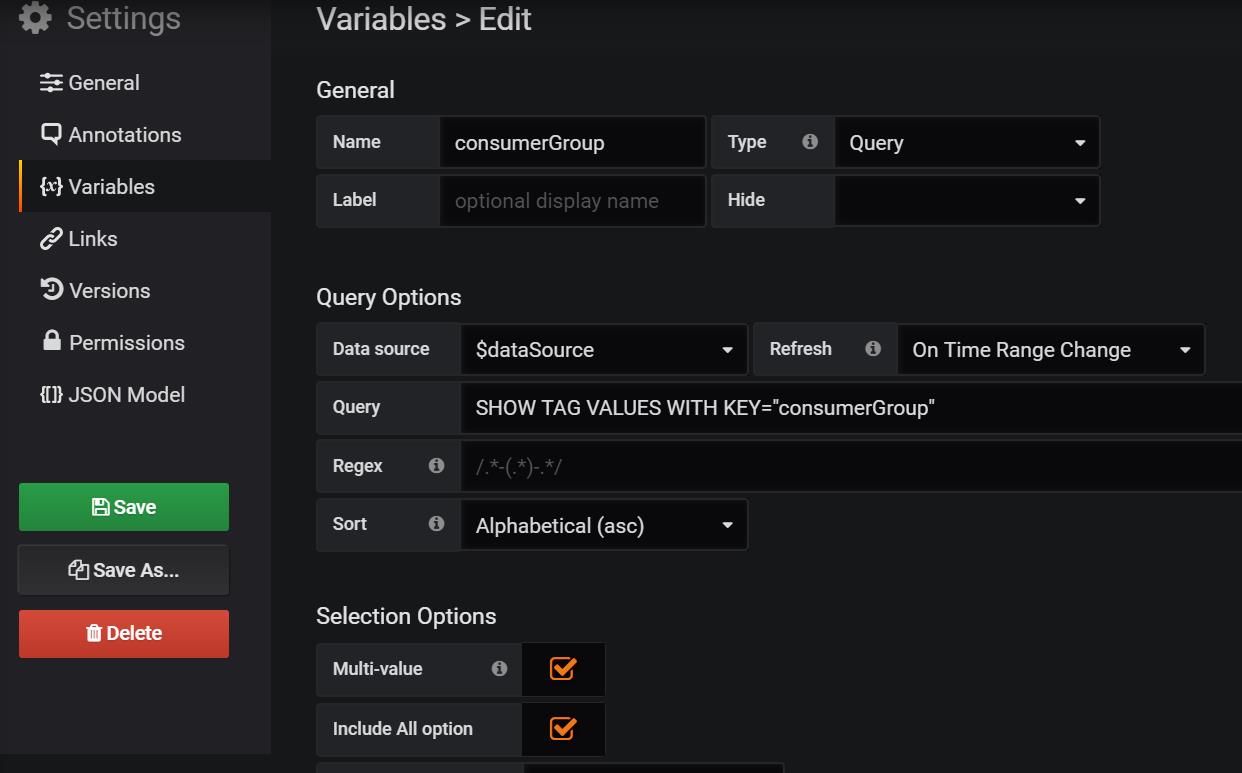 Settings
General
Annotations
{x} Variables
Links
Versions
Permissions
{[]} JSON Model
Save
Save As...
Delete
Variables > Edit
General
Name consumerGroup Type Query
Label optional display name Hide
Query Options
Data source $dataSource Refresh On Time Range Change
Query SHOW TAG VALUES WITH KEY="consumerGroup"
Regex /.*-(.*)-.*/
Sort Alphabetical (asc)
Selection Options
Multi-value
Include All option